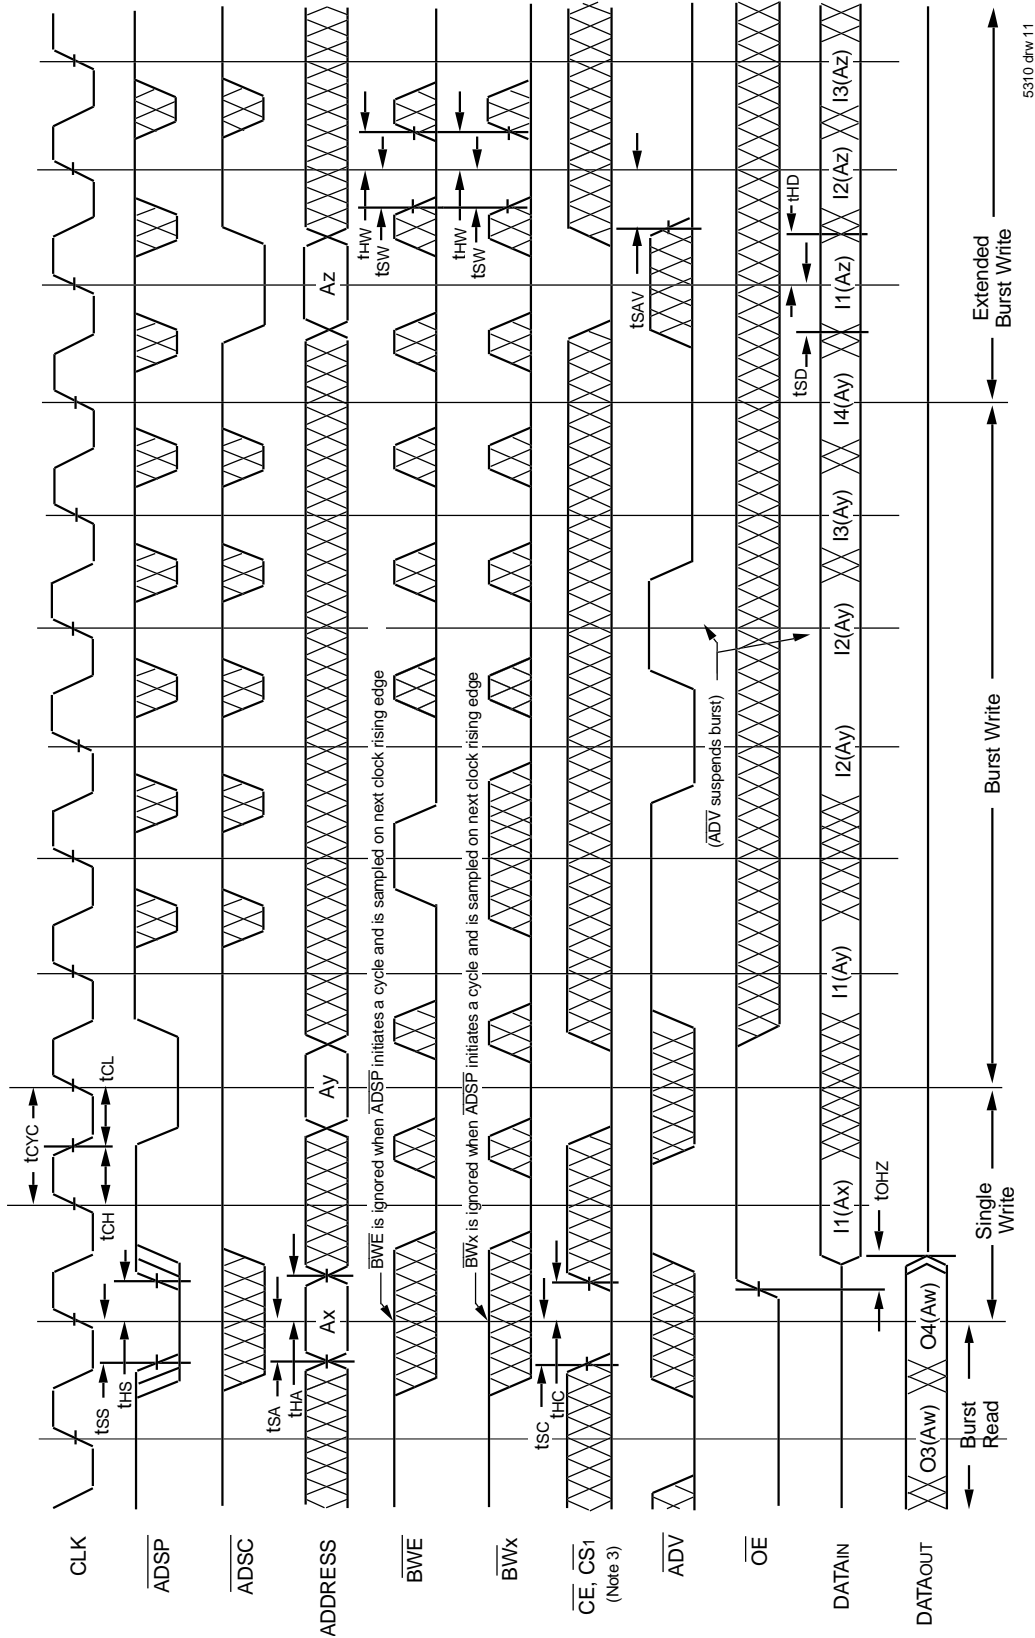 CLK
tCYC
tCH
tCL
ADSP
tSS
tHS
ADSC
ADDRESS
tSA
tHA
Ax
Ay
Az
BWE
BWE is ignored when ADSP initiates a cycle and is sampled on next clock rising edge
tHW
tSW
BWx
BWx is ignored when ADSP initiates a cycle and is sampled on next clock rising edge
tHW
tSW
CE, CS1
(Note 3)
tSC
tHC
ADV
tSAV
(ADV suspends burst)
OE
tOHZ
tSD
tHD
DATAIN
I1(Ax)
I1(Ay)
I2(Ay)
I2(Ay)
I3(Ay)
I4(Ay)
I1(Az)
I2(Az)
I3(Az)
DATAOUT
O3(Aw)
O4(Aw)
Burst
Read
Single
Write
Burst Write
Extended
Burst Write
5310 drw 11